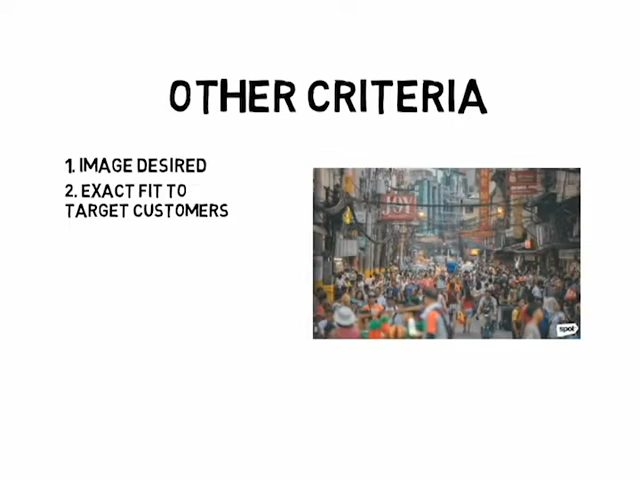 OTHER CRITERIA
1. IMAGE DESIRED
2. EXACT FIT TO
TARGET CUSTOMERS
spot